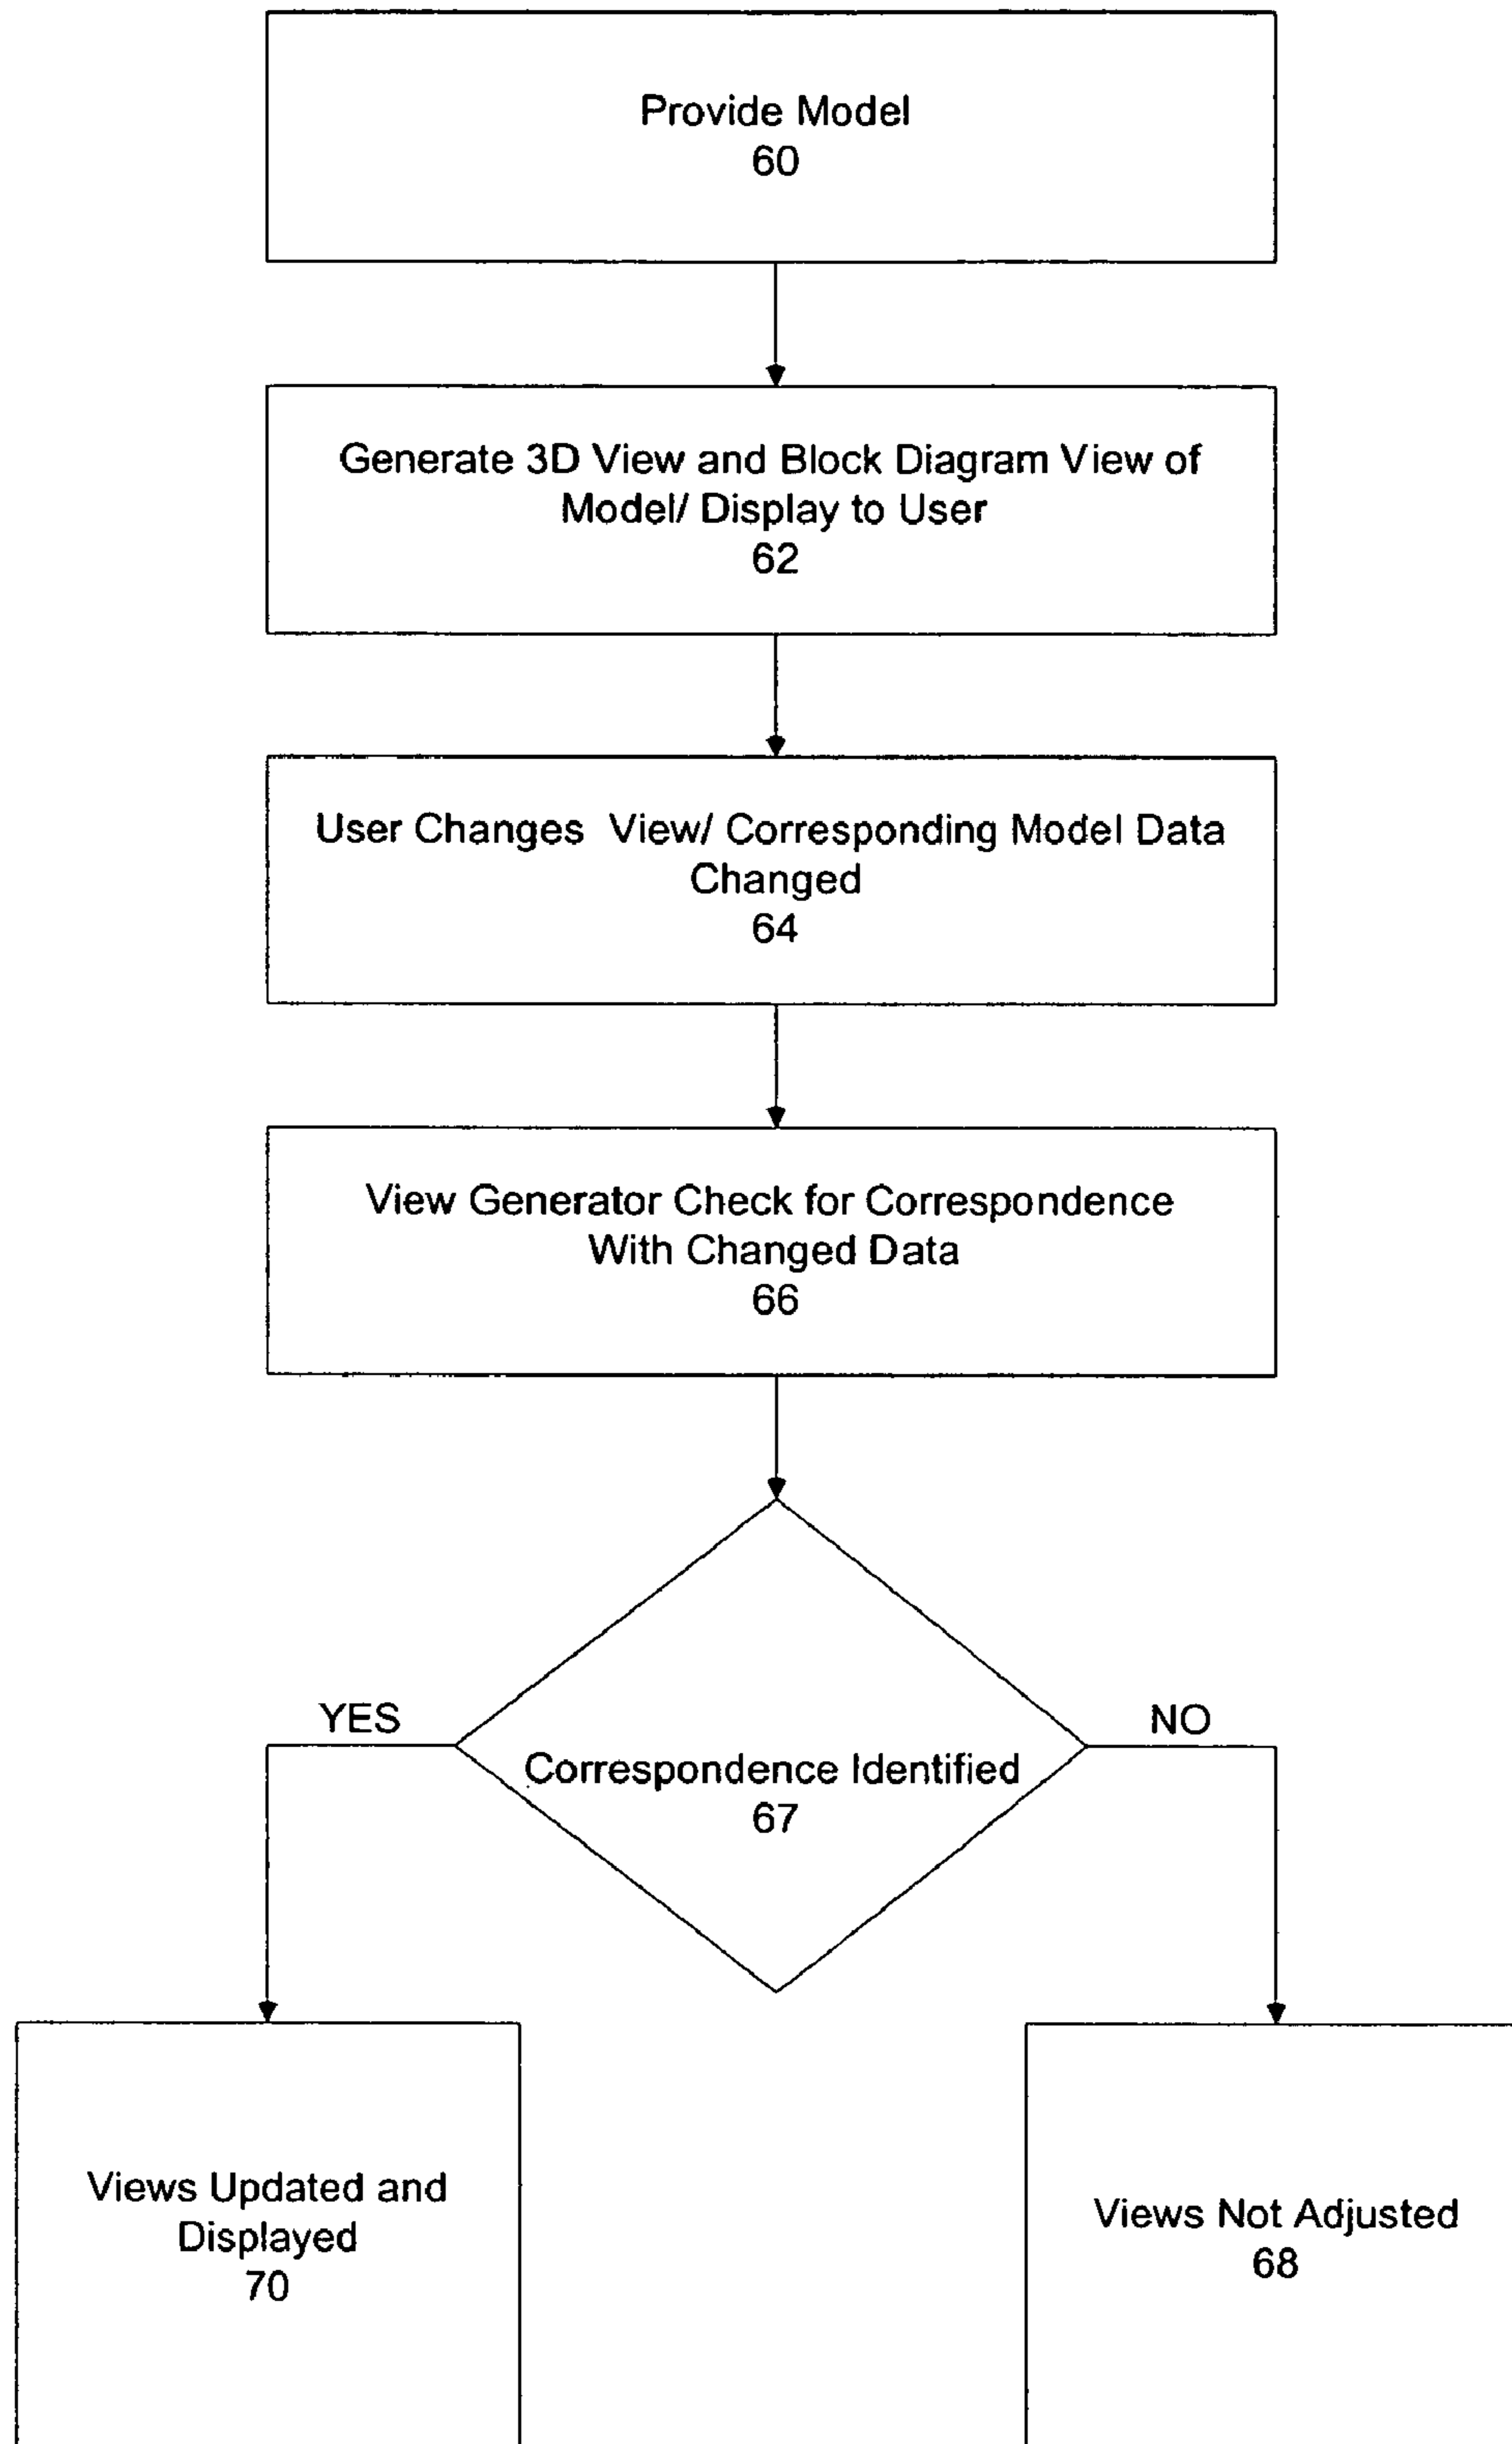 Provide Model
60
Generate 3D View and Block Diagram View of
Model/ Display to User
62
User Changes View/ Corresponding Model Data
Changed
64
View Generator Check for Correspondence
With Changed Data
66
YES
NO
Correspondence Identified
67
Views Updated and
Displayed
70
Views Not Adjusted
68